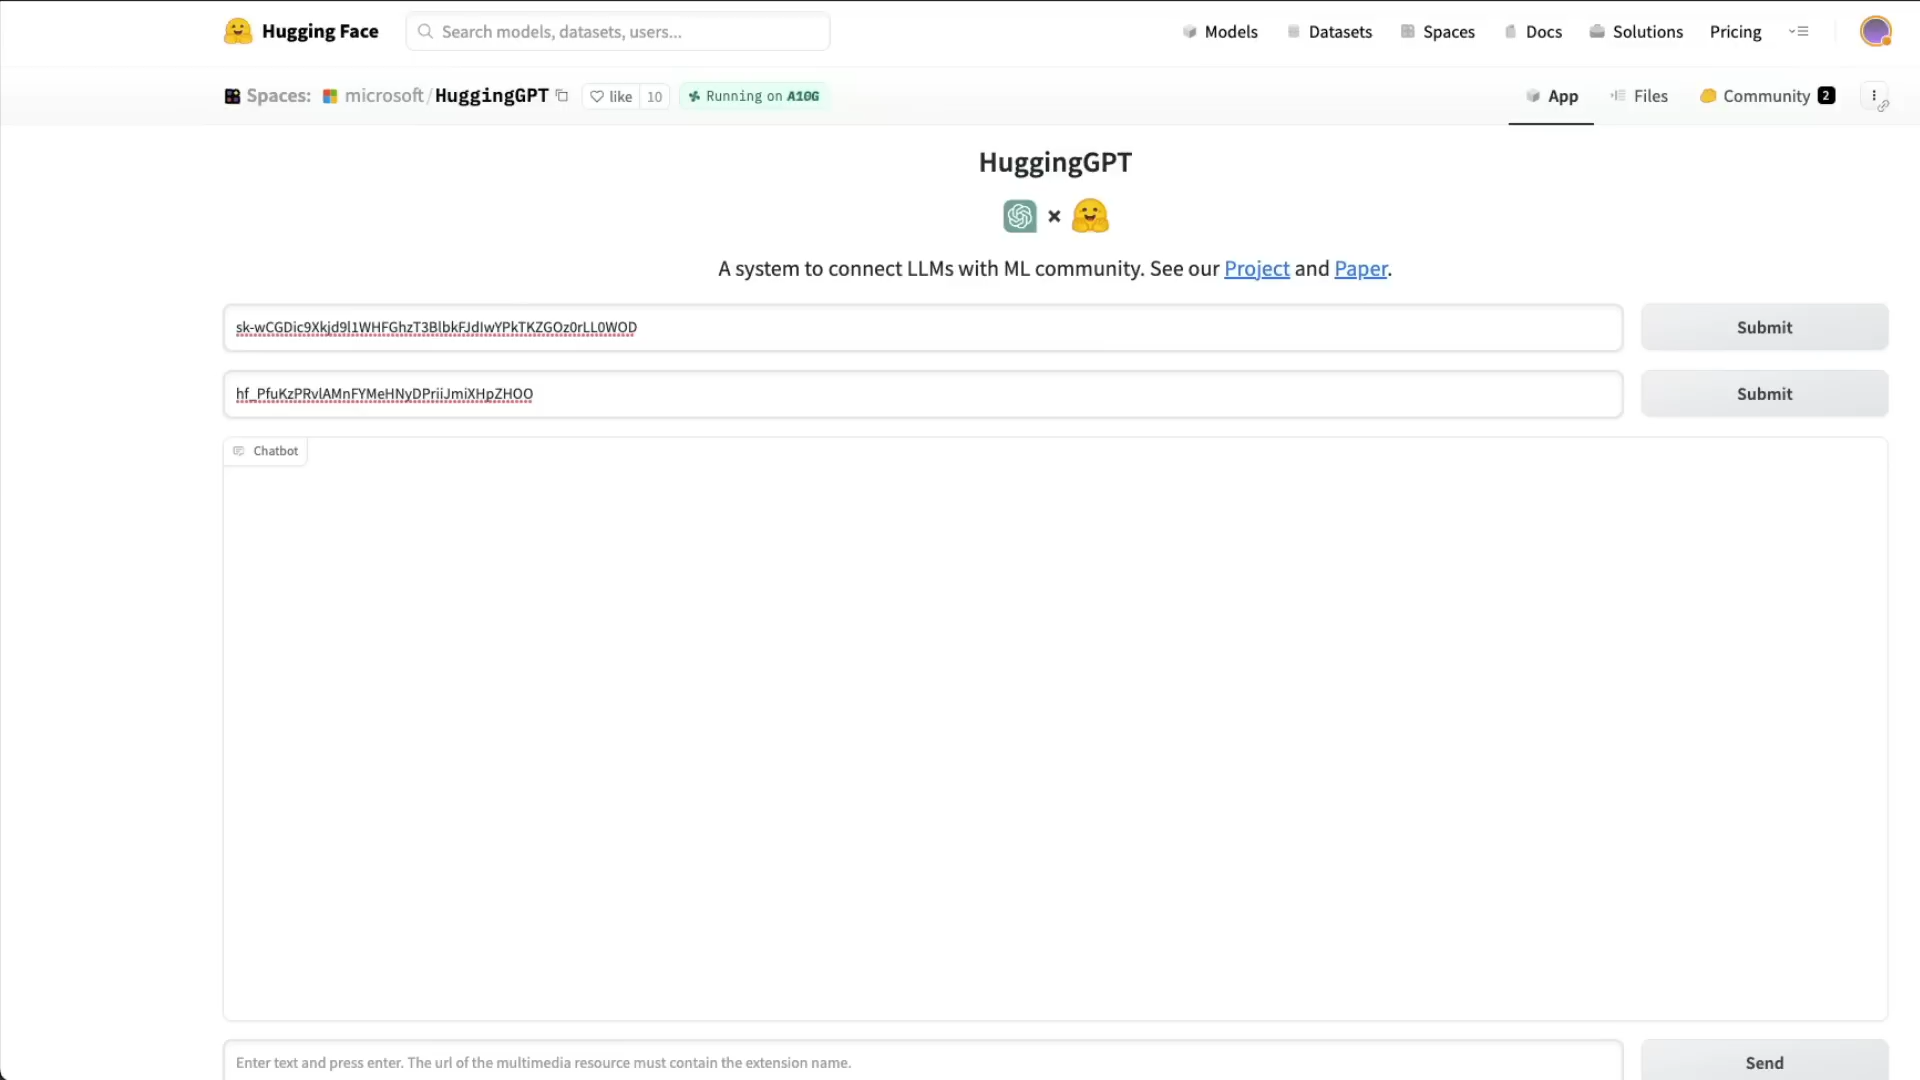 Hugging Face
Search models, datasets, users...
Models
Datasets
Spaces
Docs
Solutions
Pricing
Spaces: microsoft/HuggingGPT like 10 Running on A10G
App
Files
Community 2
HuggingGPT
×
A system to connect LLMs with ML community. See our Project and Paper.
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
Submit
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
Submit
Chatbot
Enter text and press enter. The url of the multimedia resource must contain the extension name.
Send